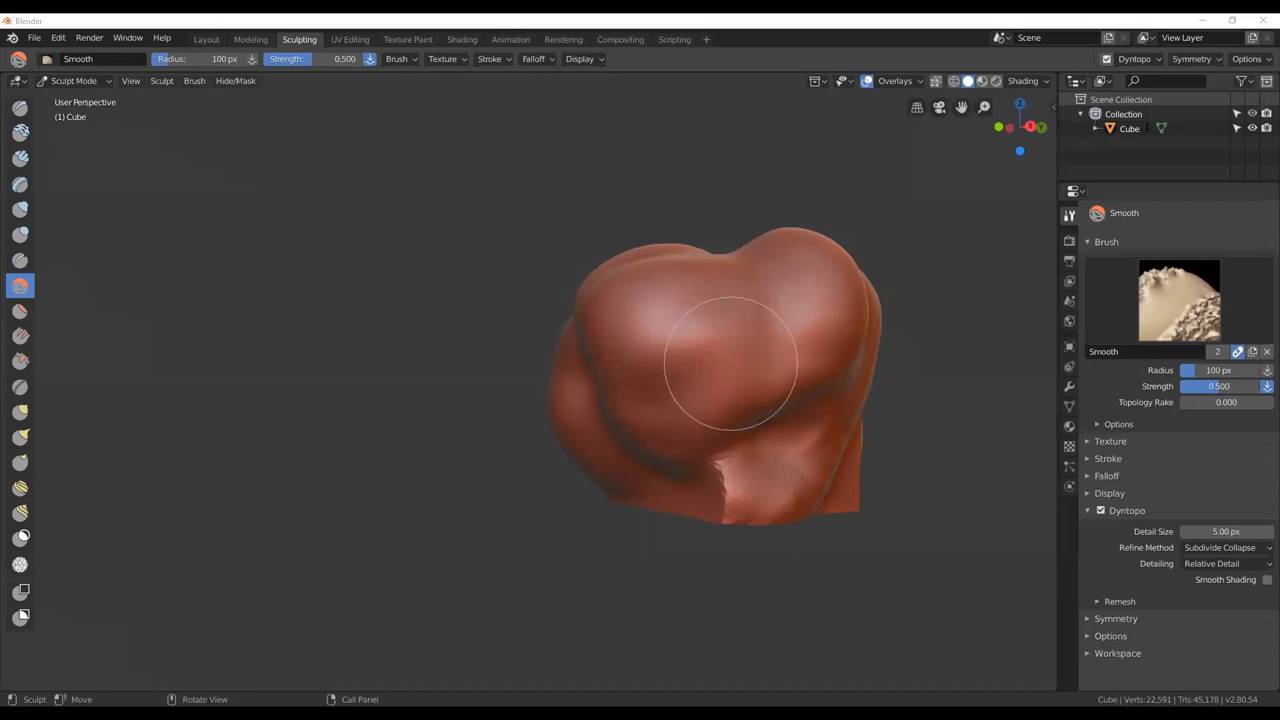 Blender
File Edit Render Window Help Layout Modeling Sculpting UV Editing Texture Paint Shading Animation Rendering Compositing Scripting + Scene View Layer
Smooth Radius: 100 px Strength: 0.500 Brush Texture Stroke Falloff Display Dyntopo Symmetry Options
Sculpt Mode View Sculpt Brush Hide/Mask Overlays Shading
User Perspective
(1) Cube
Z
X
Y
Scene Collection
Collection
Cube
Smooth
Brush
Smooth 2
Radius 100 px
Strength 0.500
Topology Rake 0.000
Options
Texture
Stroke
Falloff
Display
Dyntopo
Detail Size 5.00 px
Refine Method Subdivide Collapse
Detailing Relative Detail
Smooth Shading
Remesh
Symmetry
Options
Workspace
Sculpt Move Rotate View Call Panel Cube | Verts:22,591 | Tris:45,178 | v2.80.54